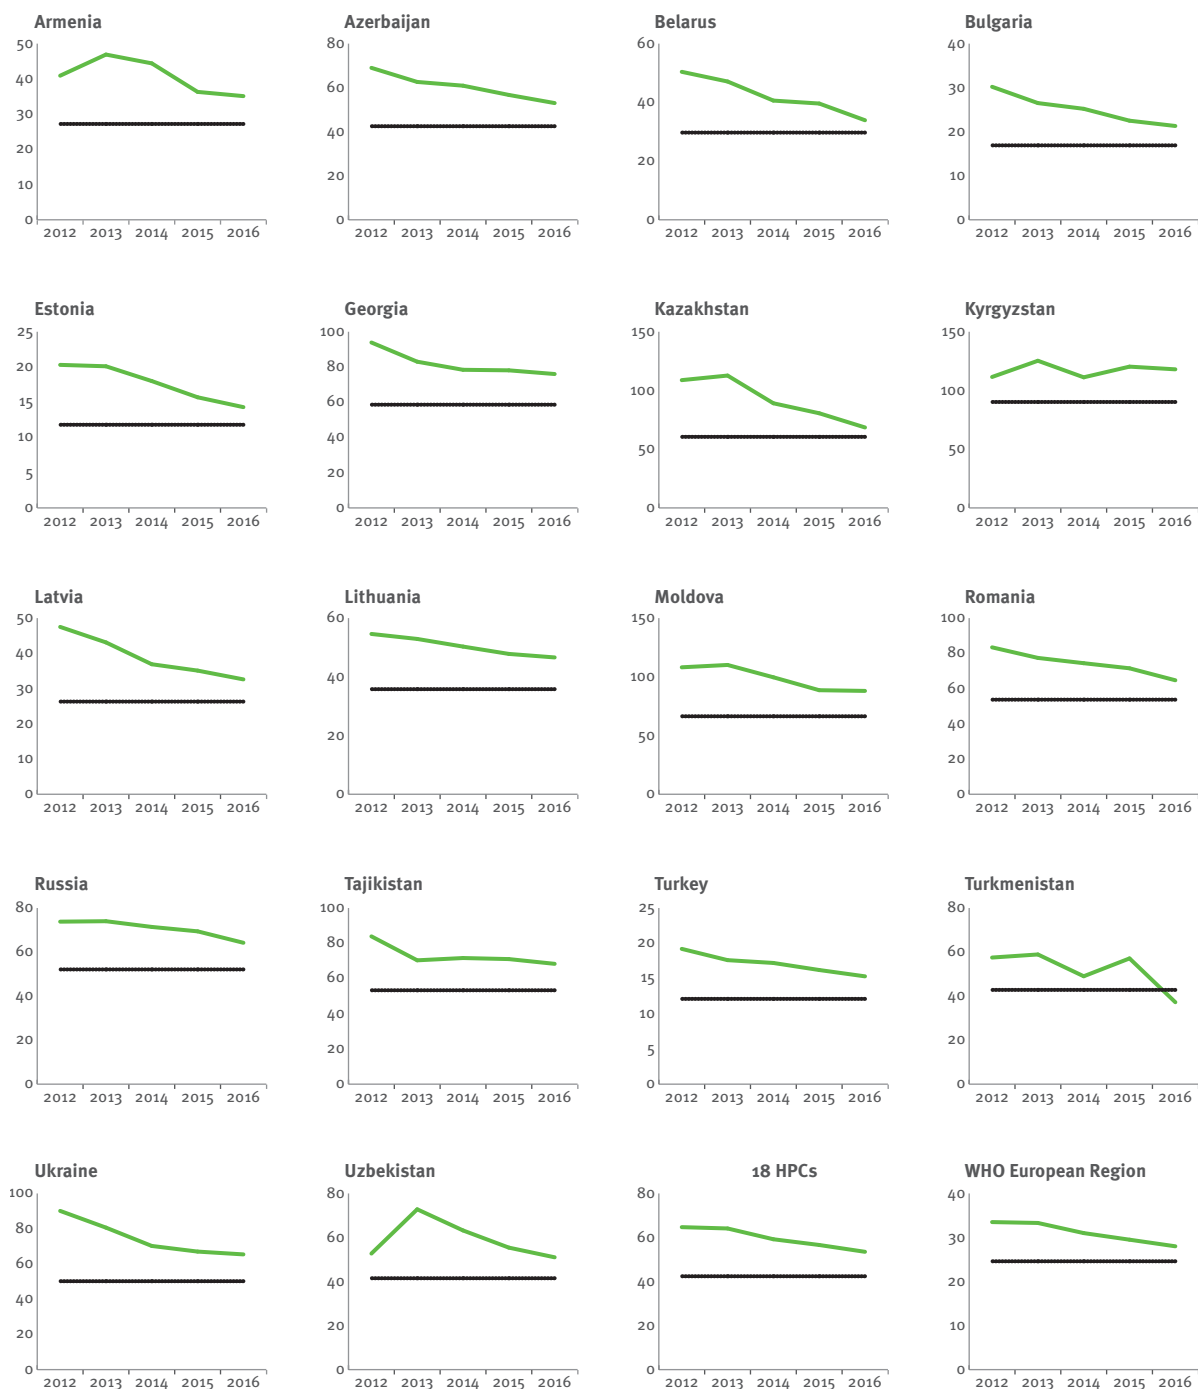 Armenia
50
40
30
20
10
0
2012 2013 2014 2015 2016
Azerbaijan
80
60
40
20
0
2012 2013 2014 2015 2016
Belarus
60
40
20
0
2012 2013 2014 2015 2016
Bulgaria
40
30
20
10
0
2012 2013 2014 2015 2016
Estonia
25
20
15
10
5
0
2012 2013 2014 2015 2016
Georgia
100
80
60
40
20
0
2012 2013 2014 2015 2016
Kazakhstan
150
100
50
0
2012 2013 2014 2015 2016
Kyrgyzstan
150
100
50
0
2012 2013 2014 2015 2016
Latvia
50
40
30
20
10
0
2012 2013 2014 2015 2016
Lithuania
60
40
20
0
2012 2013 2014 2015 2016
Moldova
150
100
50
0
2012 2013 2014 2015 2016
Romania
100
80
60
40
20
0
2012 2013 2014 2015 2016
Russia
80
60
40
20
0
2012 2013 2014 2015 2016
Tajikistan
100
80
60
40
20
0
2012 2013 2014 2015 2016
Turkey
25
20
15
10
5
0
2012 2013 2014 2015 2016
Turkmenistan
80
60
40
20
0
2012 2013 2014 2015 2016
Ukraine
100
80
60
40
20
0
2012 2013 2014 2015 2016
Uzbekistan
80
60
40
20
0
2012 2013 2014 2015 2016
18 HPCs
80
60
40
20
0
2012 2013 2014 2015 2016
WHO European Region
40
30
20
10
0
2012 2013 2014 2015 2016